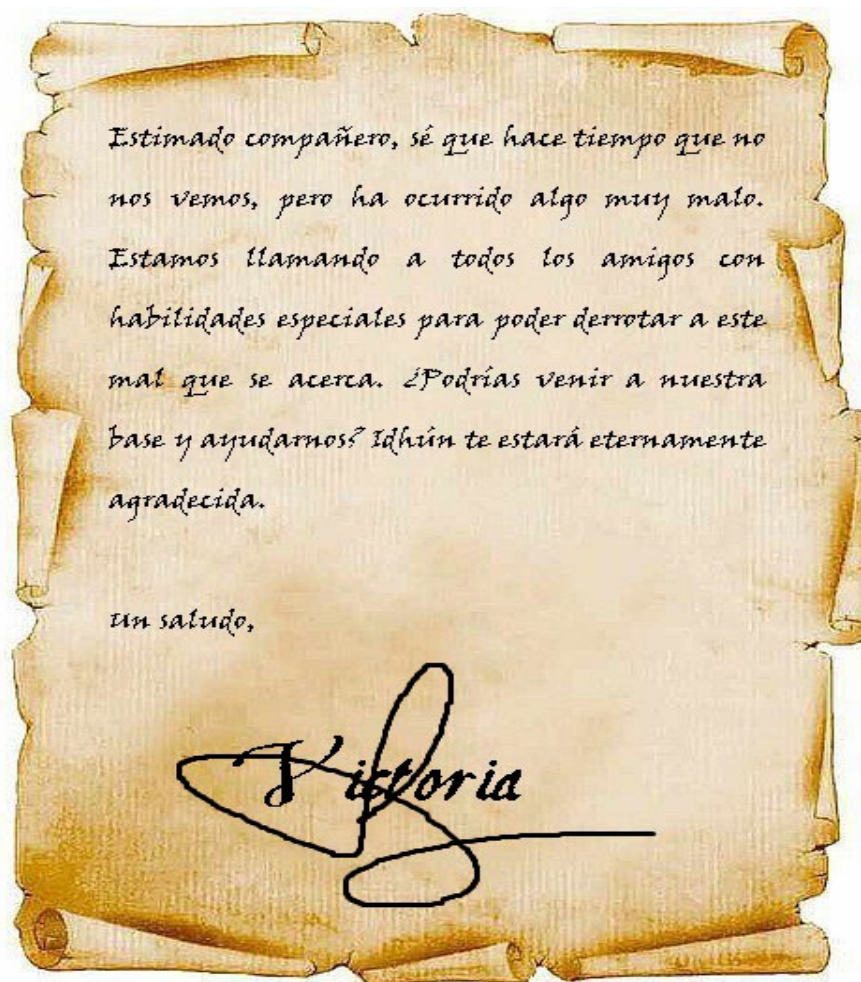 Estimado compañero, sé que hace tiempo que no
nos vemos, pero ha ocurrido algo muy malo.
Estamos llamando a todos los amigos con
habilidades especiales para poder derrotar a este
mal que se acerca. ¿Podrías venir a nuestra
base y ayudarnos? Idhún te estará eternamente
agradecida.
Un saludo,
Victoria